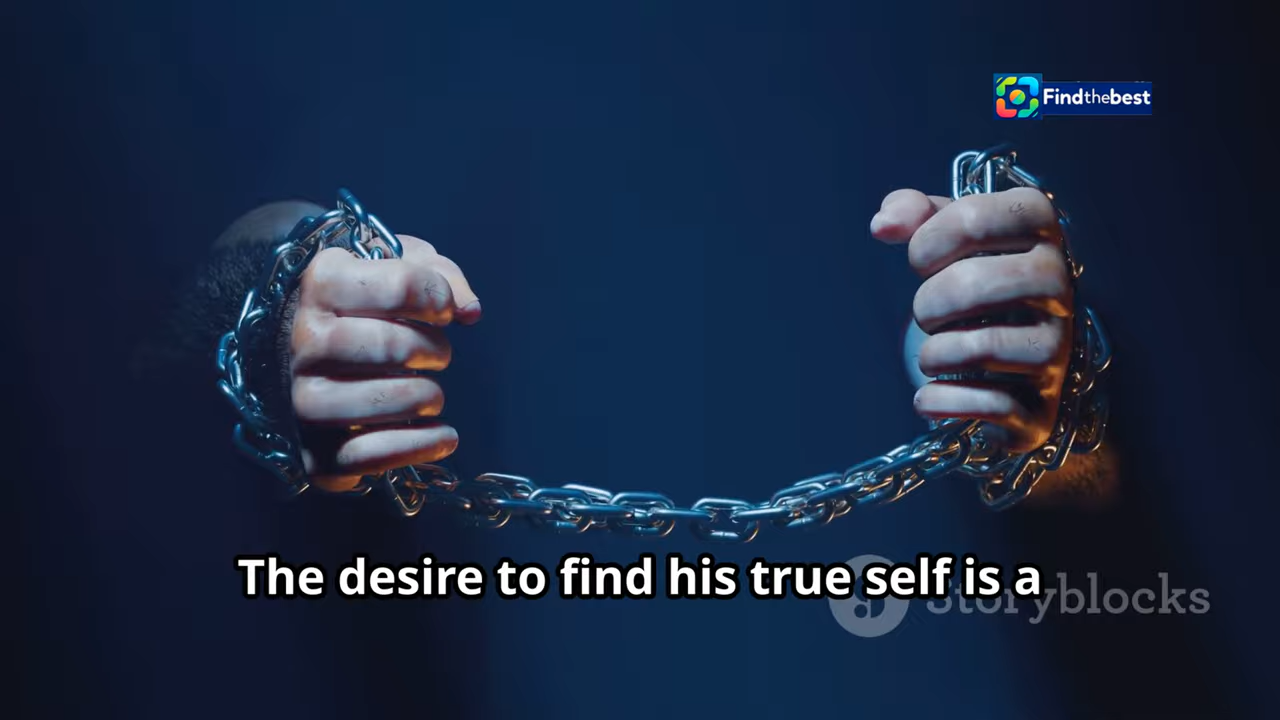 Findthebest
The desire to find his true self is a
Storyblocks